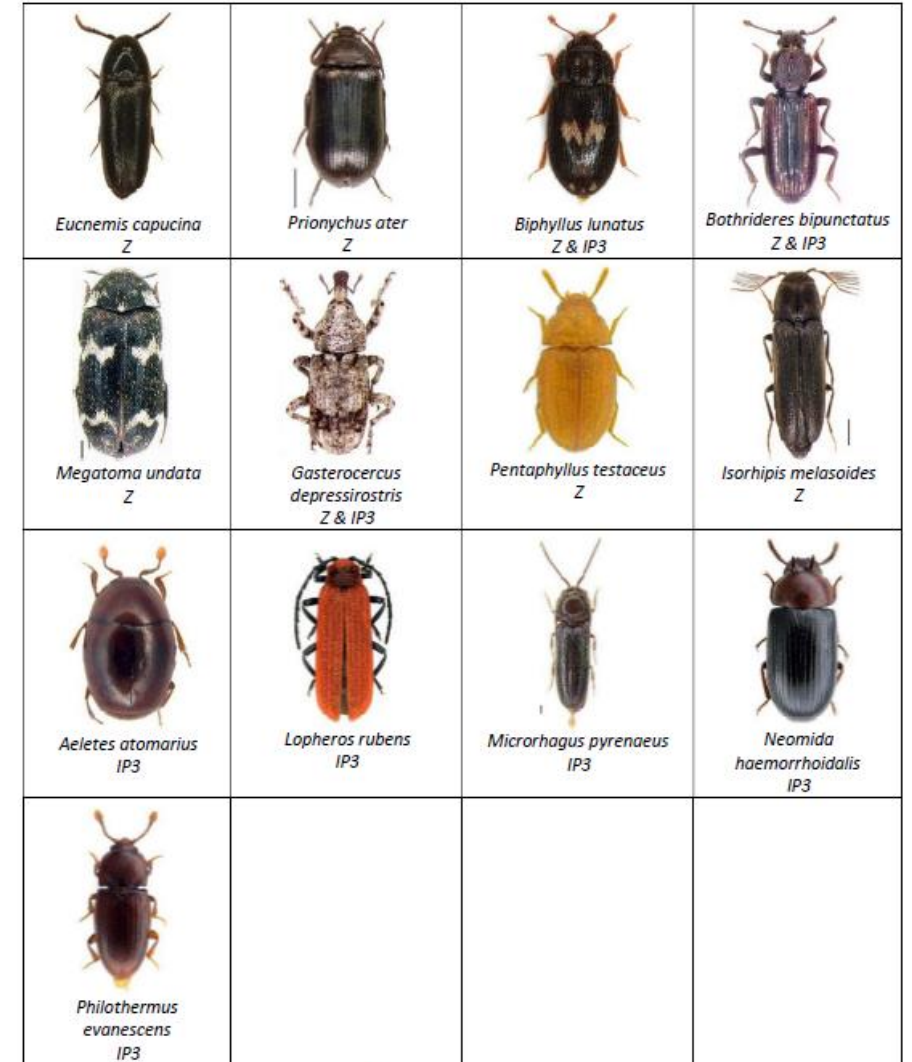 Eucnemis capucina
Z
Prionychus ater
Z
Biphyllus lunatus
Z & IP3
Bothrideres bipunctatus
Z & IP3
Megatoma undata
Z
Gasterocercus
depressirostris
Z & IP3
Pentaphyllus testaceus
Z
Isorhipis melasoides
Z
Aeletes atomarius
IP3
Lopheros rubens
IP3
Microrhagus pyrenaeus
IP3
Neomida
haemorrhoidalis
IP3
Philothermus
evanescens
IP3